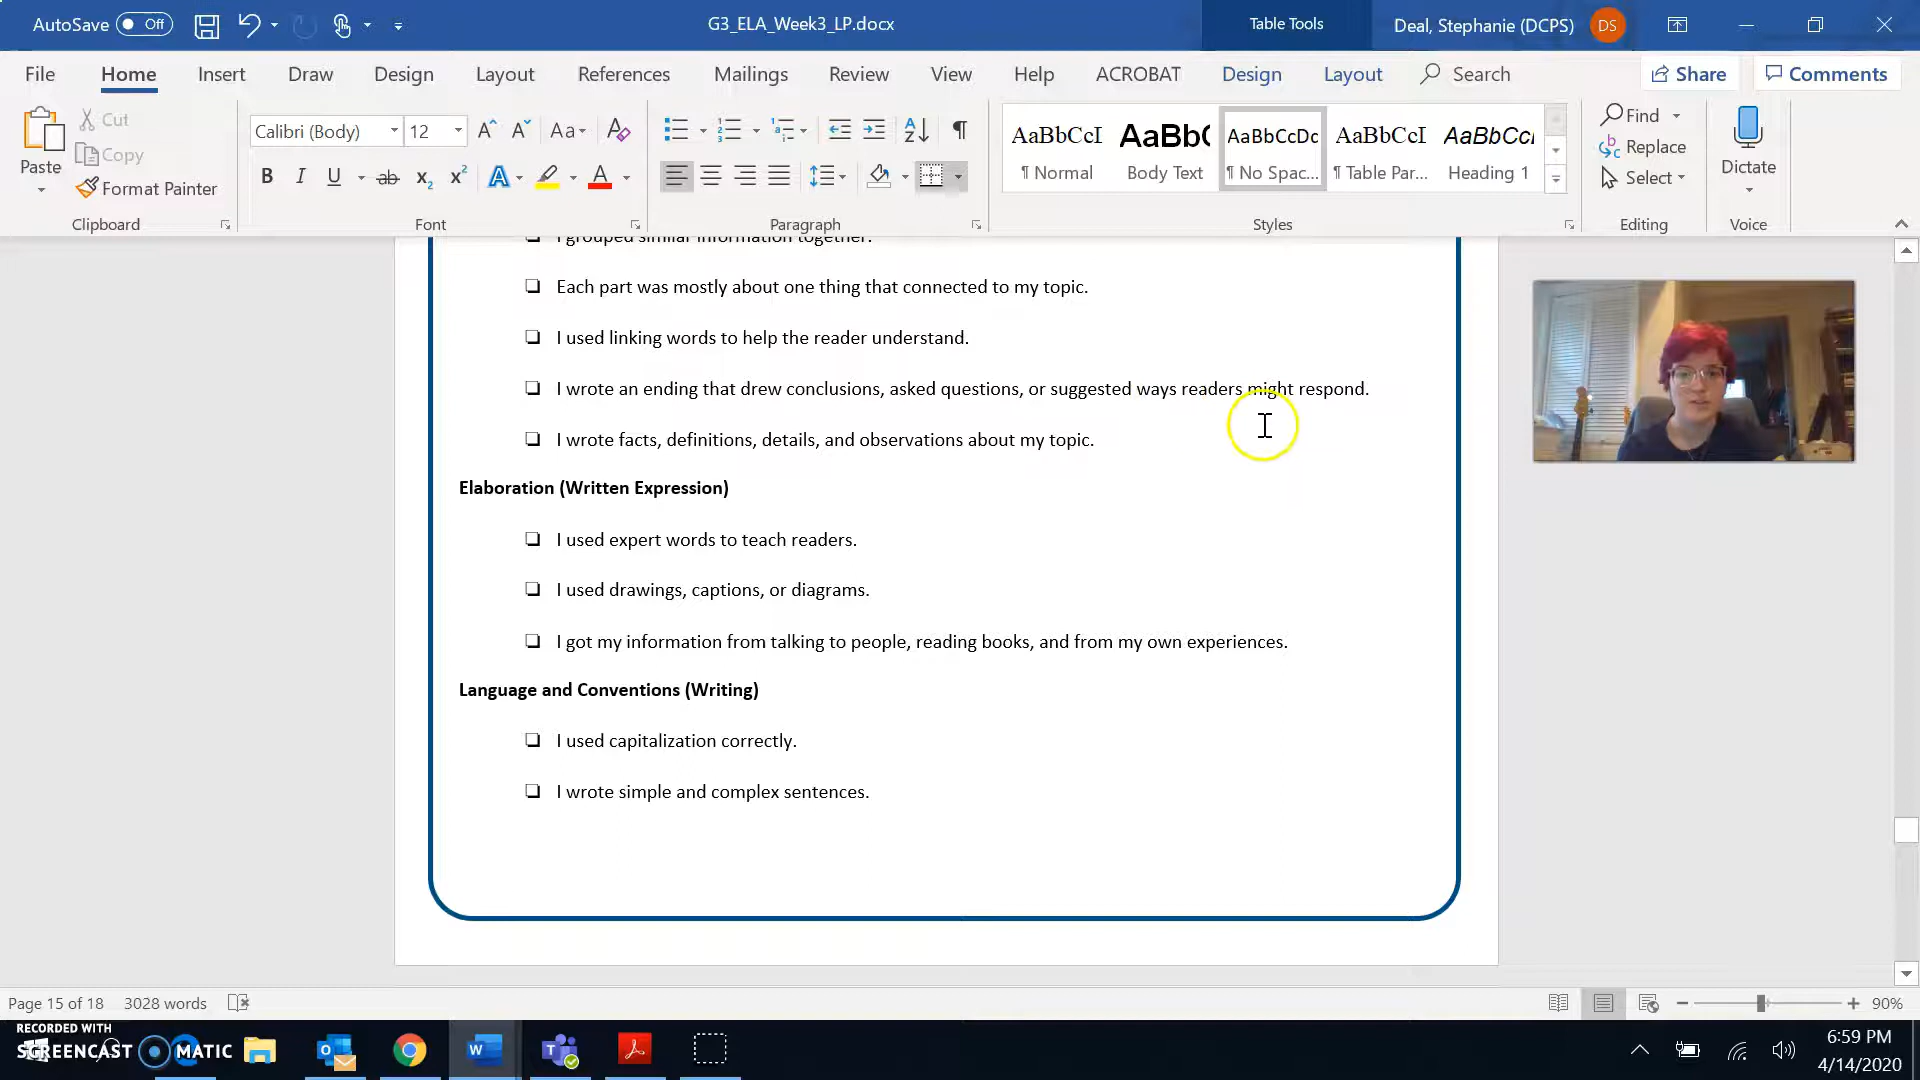 AutoSave Off G3_ELA_Week3_LP.docx Table Tools Deal, Stephanie (DCPS) DS
File Home Insert Draw Design Layout References Mailings Review View Help ACROBAT Design Layout Search Share Comments
Paste
Cut
Copy
Format Painter
Clipboard
Calibri (Body) 12
Font
Paragraph
AaBbCcI AaBbC AaBbCcDc AaBbCcI AaBbCcI
¶ Normal Body Text ¶ No Spac... ¶ Table Par... Heading 1
Styles
Find
Replace
Select
Editing
Dictate
Voice
I grouped similar information together.
Each part was mostly about one thing that connected to my topic.
I used linking words to help the reader understand.
I wrote an ending that drew conclusions, asked questions, or suggested ways readers might respond.
I wrote facts, definitions, details, and observations about my topic.
Elaboration (Written Expression)
I used expert words to teach readers.
I used drawings, captions, or diagrams.
I got my information from talking to people, reading books, and from my own experiences.
Language and Conventions (Writing)
I used capitalization correctly.
I wrote simple and complex sentences.
Page 15 of 18 3028 words 90%
RECORDED WITH
SCREENCAST MATIC
6:59 PM
4/14/2020